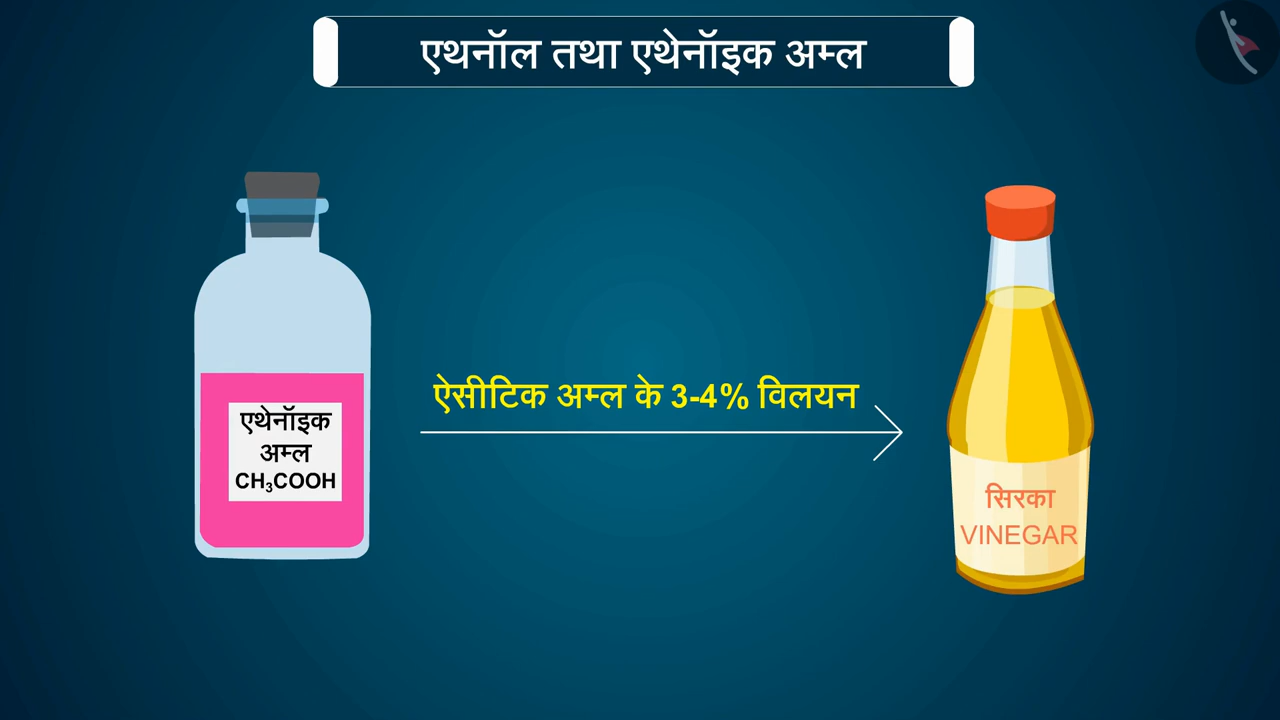 एथनॉल तथा एथेनॉइक अम्ल
ऐसीटिक अम्ल के 3-4% विलयन
एथेनॉइक
अम्ल
CH₃COOH
सिरका
VINEGAR